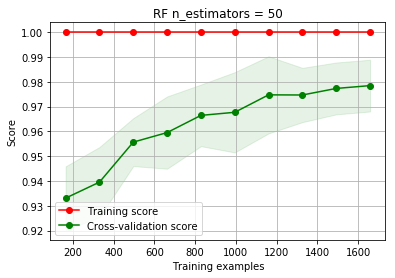 RF n_estimators = 50
Score
1.00
0.99
0.98
0.97
0.96
0.95
0.94
0.93
0.92
Training score
Cross-validation score
200 400 600 800 1000 1200 1400 1600
Training examples